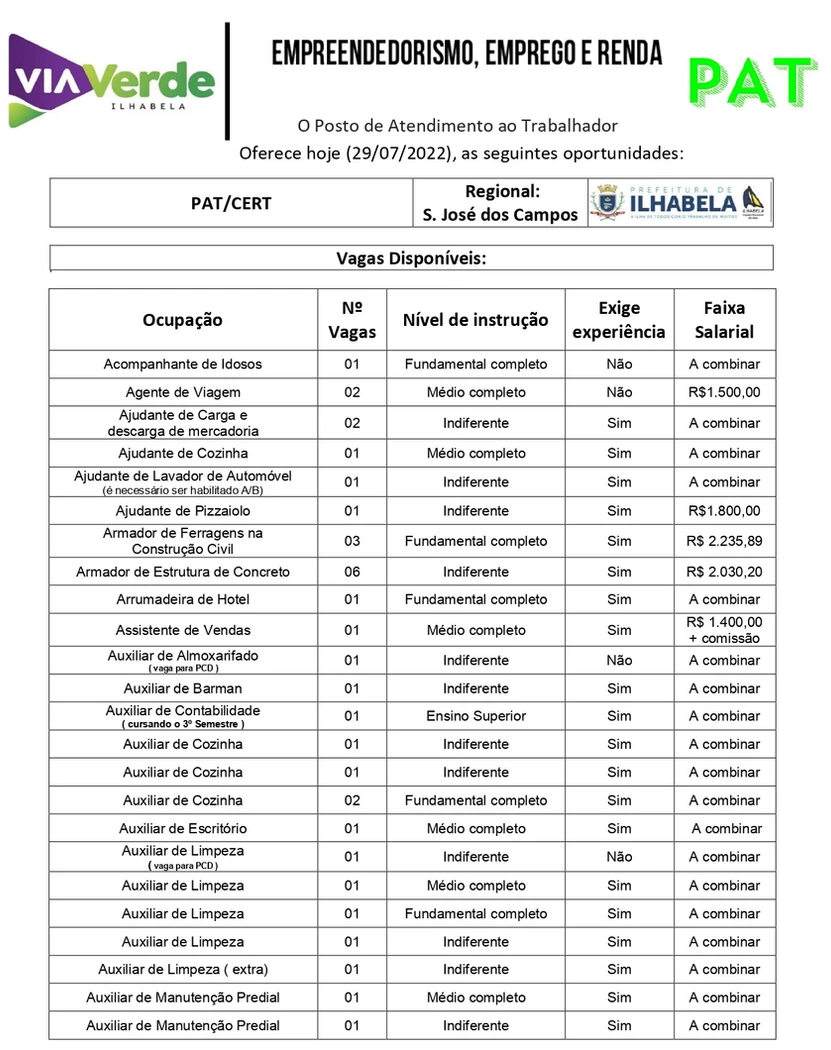 VIA Verde
ILHABELA
EMPREENDEDORISMO, EMPREGO E RENDA
PAT
O Posto de Atendimento ao Trabalhador
Oferece hoje (29/07/2022), as seguintes oportunidades:
PAT/CERT
Regional:
S. José dos Campos
PREFEITURA DE
ILHABELA
Vagas Disponíveis:
Ocupação Nº Vagas Nível de instrução Exige experiência Faixa Salarial
Acompanhante de Idosos 01 Fundamental completo Não A combinar
Agente de Viagem 02 Médio completo Não R$1.500,00
Ajudante de Carga e
descarga de mercadoria 02 Indiferente Sim A combinar
Ajudante de Cozinha 01 Médio completo Sim A combinar
Ajudante de Lavador de Automóvel
(é necessário ser habilitado A/B) 01 Indiferente Sim A combinar
Ajudante de Pizzaiolo 01 Indiferente Sim R$1.800,00
Armador de Ferragens na
Construção Civil 03 Fundamental completo Sim R$ 2.235,89
Armador de Estrutura de Concreto 06 Indiferente Sim R$ 2.030,20
Arrumadeira de Hotel 01 Fundamental completo Sim A combinar
Assistente de Vendas 01 Médio completo Sim R$ 1.400,00
+ comissão
Auxiliar de Almoxarifado
( vaga para PCD ) 01 Indiferente Não A combinar
Auxiliar de Barman 01 Indiferente Sim A combinar
Auxiliar de Contabilidade
( cursando o 3º Semestre ) 01 Ensino Superior Sim A combinar
Auxiliar de Cozinha 01 Indiferente Sim A combinar
Auxiliar de Cozinha 01 Indiferente Sim A combinar
Auxiliar de Cozinha 02 Fundamental completo Sim A combinar
Auxiliar de Escritório 01 Médio completo Sim A combinar
Auxiliar de Limpeza
( vaga para PCD ) 01 Indiferente Não A combinar
Auxiliar de Limpeza 01 Médio completo Sim A combinar
Auxiliar de Limpeza 01 Fundamental completo Sim A combinar
Auxiliar de Limpeza 01 Indiferente Sim A combinar
Auxiliar de Limpeza ( extra) 01 Indiferente Sim A combinar
Auxiliar de Manutenção Predial 01 Médio completo Sim A combinar
Auxiliar de Manutenção Predial 01 Indiferente Sim A combinar